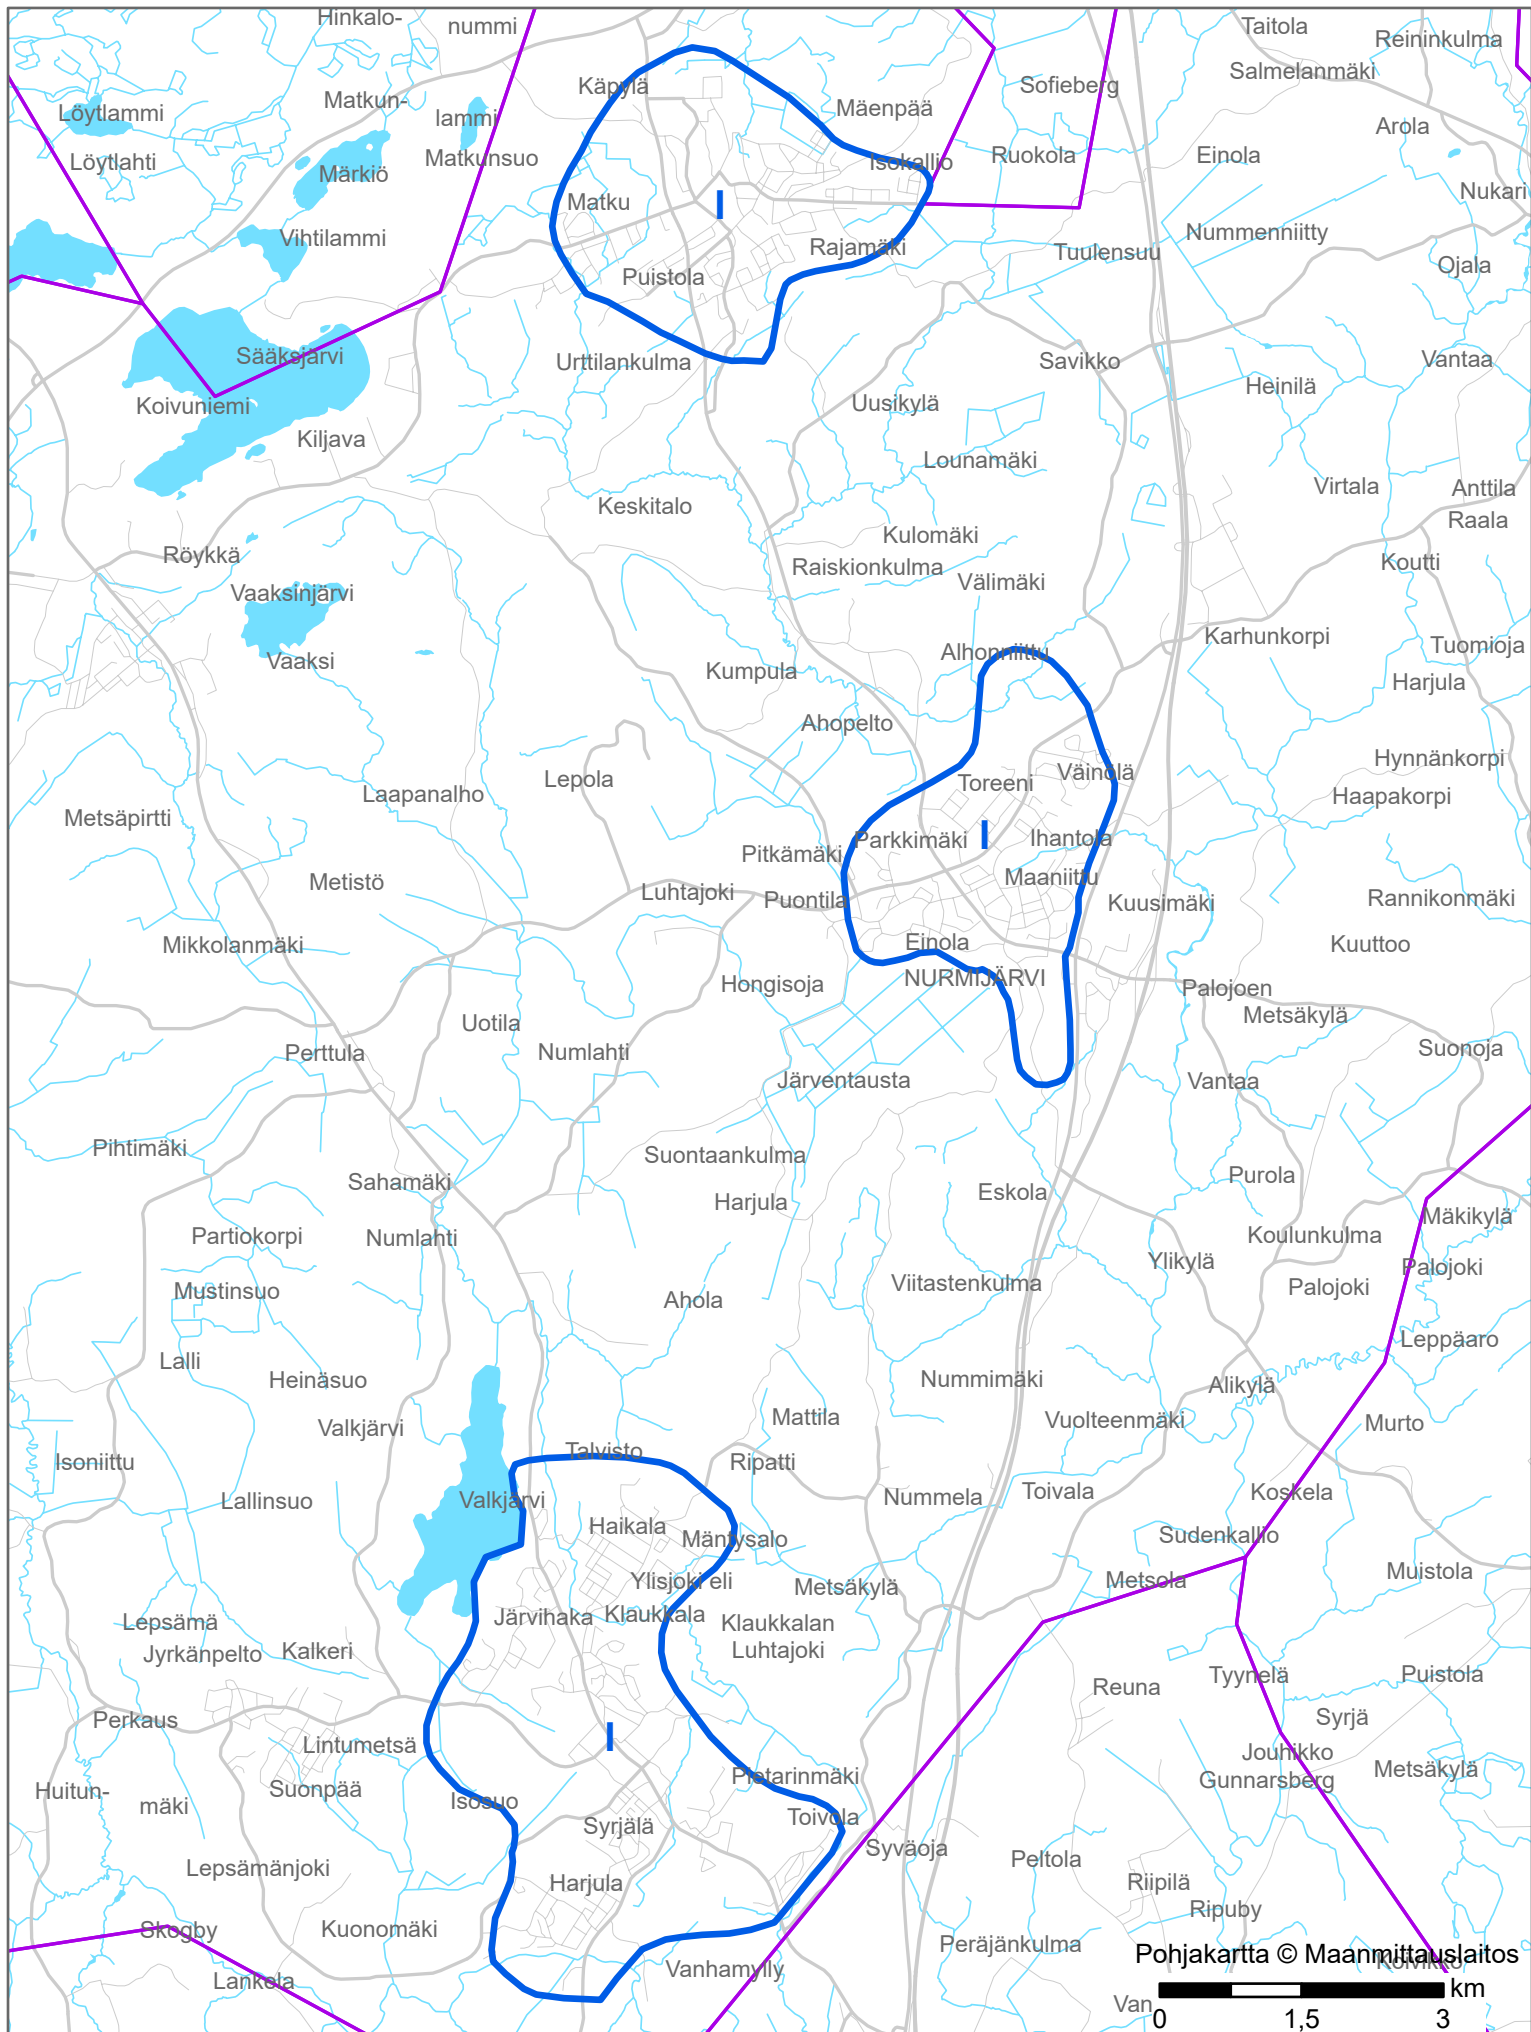 Hinkalo-
nummi
Taitola
Reininkulma
Käpylä
Sofieberg
Salmelanmäki
Löytlammi
Matkun-
lammi
Mäenpää
Arola
Löytlahti
Märkiö
Matkunsuo
Isokallio
Ruokola
Einola
Matku
I
Nukari
Vihtilammi
Puistola
Rajamäki
Tuulensuu
Nummenniitty
Ojala
Sääksjärvi
Urttilankulma
Savikko
Vantaa
Koivuniemi
Uusikylä
Heinilä
Kiljava
Lounamäki
Virtala
Anttila
Keskitalo
Raala
Röykkä
Kulomäki
Koutti
Raiskionkulma
Välimäki
Vaaksinjärvi
Karhunkorpi
Tuomioja
Vaaksi
Kumpula
Alhonniittu
Harjula
Ahopelto
Lepola
Toreeni
Väinölä
Hynnänkorpi
Laapanalho
Haapakorpi
Metsäpirtti
Pitkämäki
Parkkimäki
I
Ihantola
Metistö
Luhtajoki
Puontila
Maaniittu
Kuusimäki
Rannikonmäki
Mikkolanmäki
Einola
Kuuttoo
Hongisoja
NURMIJÄRVI
Palojoen
Metsäkylä
Uotila
Perttula
Numlahti
Suonoja
Järventausta
Vantaa
Pihtimäki
Suontaankulma
Sahamäki
Harjula
Eskola
Purola
Partiokorpi
Numlahti
Koulunkulma
Mäkikylä
Ylikylä
Palojoki
Mustinsuo
Ahola
Viitastenkulma
Palojoki
Leppäaro
Lalli
Heinäsuo
Nummimäki
Alikylä
Valkjärvi
Mattila
Vuolteenmäki
Murto
Isoniittu
Talvisto
Ripatti
Lallinsuo
Valkjärvi
Nummela
Toivala
Koskela
Haikala
Mäntysalo
Sudenkallio
Ylisjoki eli
Metsäkylä
Metsola
Muistola
Lepsämä
Järvihaka
Klaukkala
Klaukkalan
Luhtajoki
Jyrkänpelto
Kalkeri
Tyynelä
Puistola
Reuna
Perkaus
Lintumetsä
I
Syrjä
Jouhikko
Huitun-
mäki
Suonpää
Isosuo
Pietarinmäki
Gunnarsberg
Metsäkylä
Toivola
Syrjälä
Syväoja
Lepsämänjoki
Harjula
Peltola
Riipilä
Ripuby
Skogby
Kuonomäki
Peräjänkulma
Pohjakartta © Maanmittauslaitos
Koivikko
Lankela
Vanhamylly
km
Van
0 1,5 3